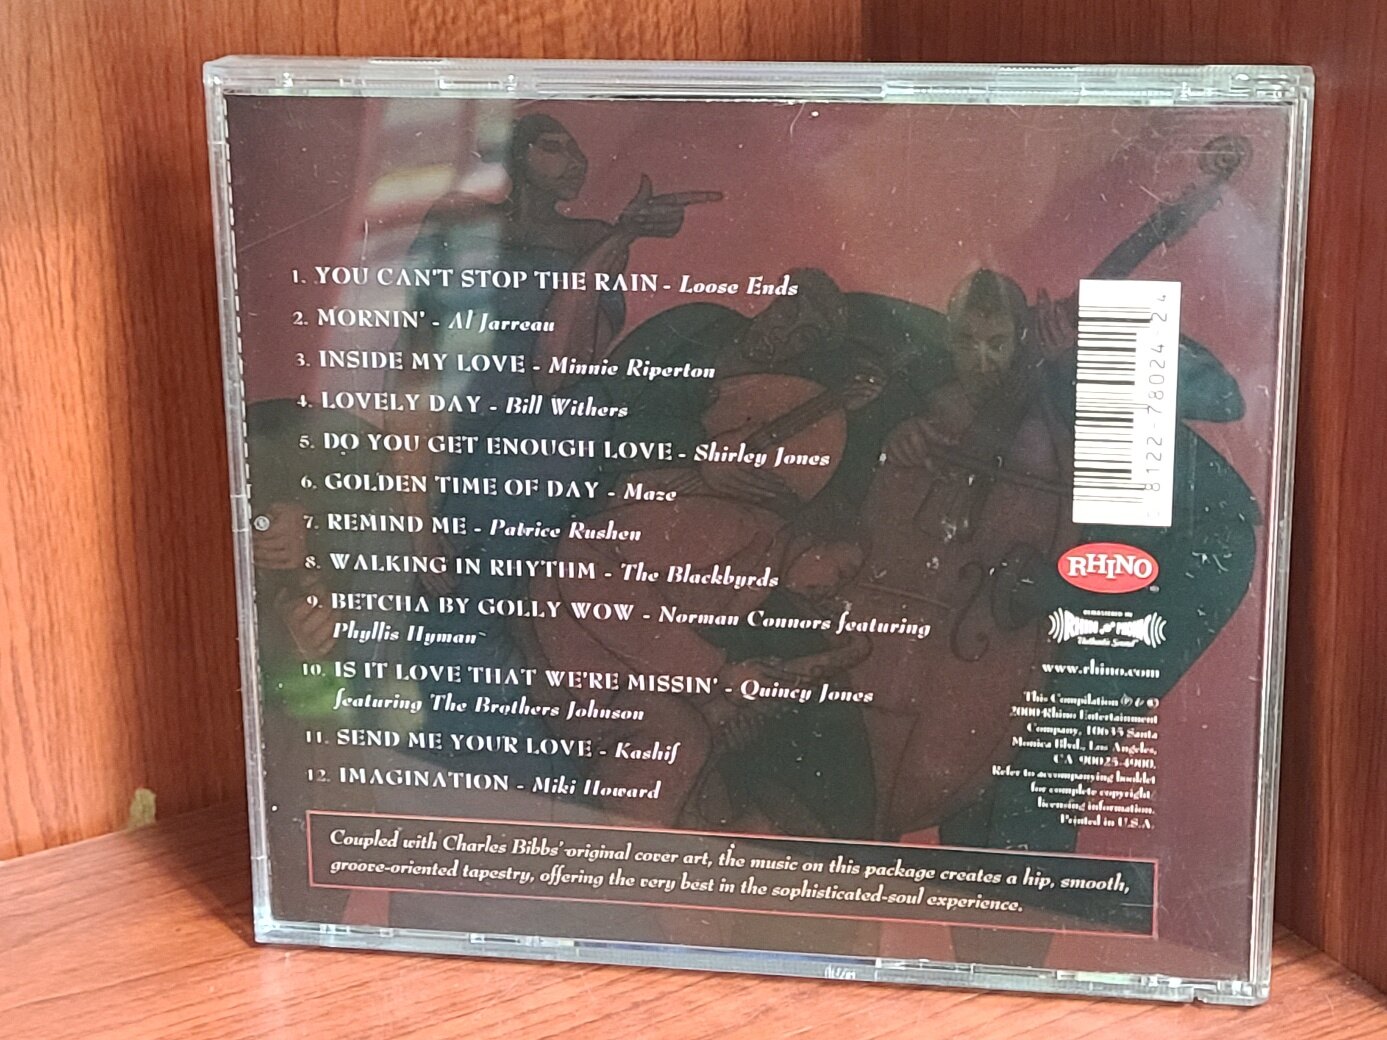 1. YOU CAN'T STOP THE RAIN - Loose Ends
2. MORNIN' - Al Jarreau
3. INSIDE MY LOVE - Minnie Riperton
4. LOVELY DAY - Bill Withers
5. DO YOU GET ENOUGH LOVE - Shirley Jones
6. GOLDEN TIME OF DAY - Maze
7. REMIND ME - Patrice Rushen
8. WALKING IN RHYTHM - The Blackbyrds
9. BETCHA BY GOLLY WOW - Norman Connors featuring
Phyllis Hyman
10. IS IT LOVE THAT WE'RE MISSIN' - Quincy Jones
featuring The Brothers Johnson
11. SEND ME YOUR LOVE - Kashif
12. IMAGINATION - Miki Howard
Coupled with Charles Bibbs' original cover art, the music on this package creates a hip, smooth,
groove-oriented tapestry, offering the very best in the sophisticated-soul experience.
8122-78024-24
RHINO
REMASTERED IN
Authentic Sound
www.rhino.com
This Compilation ℗ & ©
2000 Rhino Entertainment
Company, 10635 Santa
Monica Blvd., Los Angeles,
CA 90025-4900.
Refer to accompanying booklet
for complete copyright/
licensing information.
Printed in U.S.A.